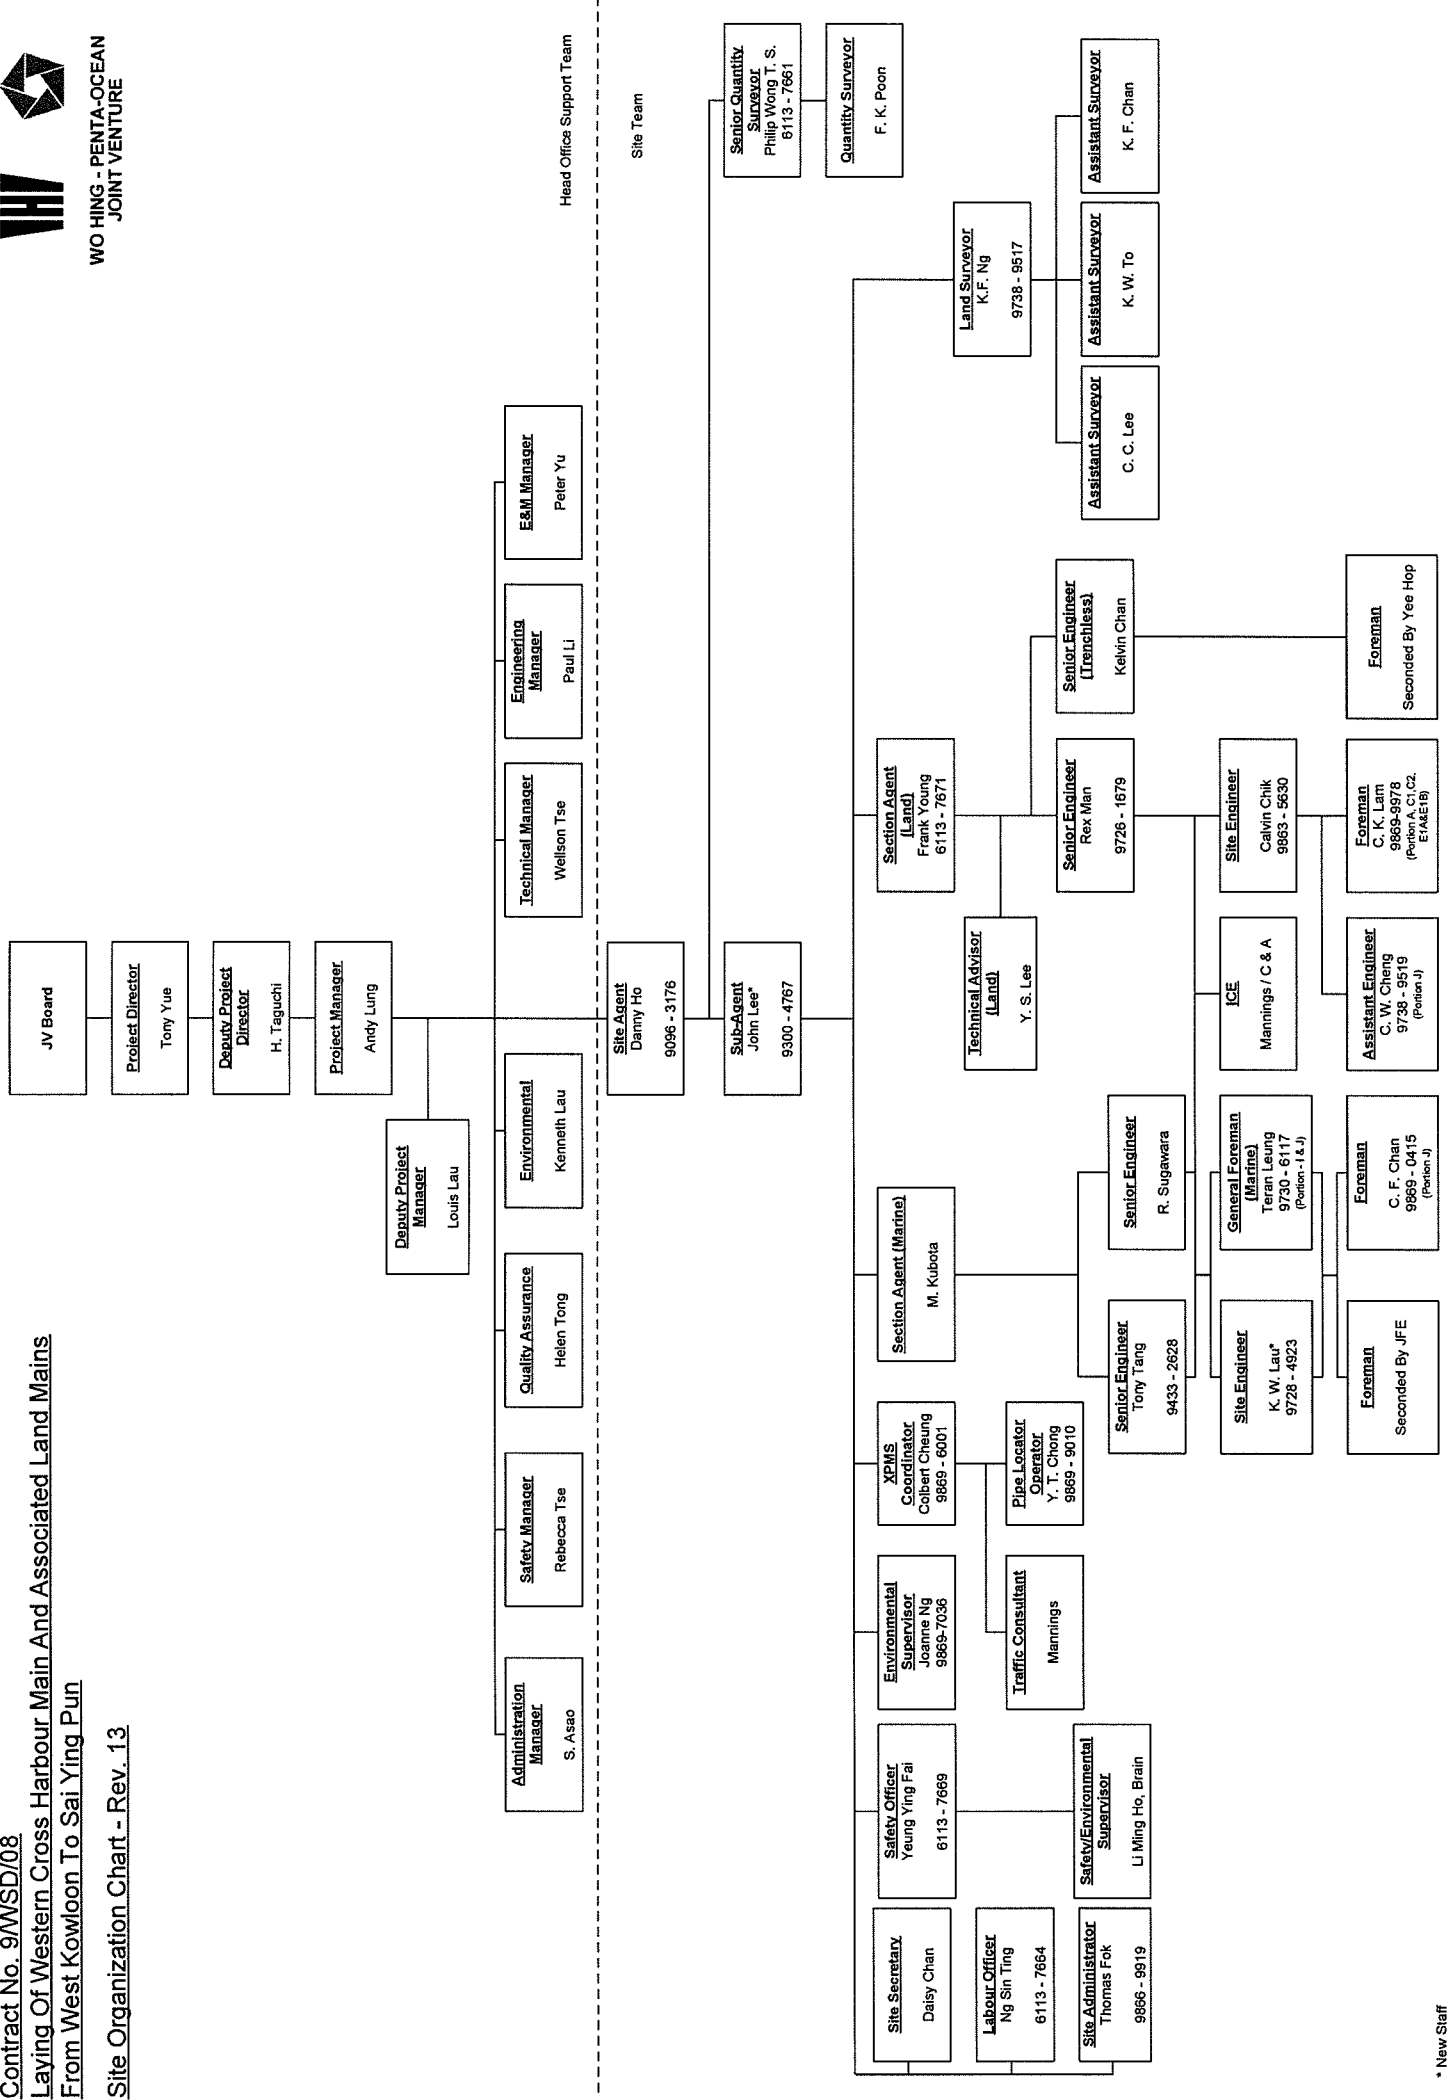 Contract No. 9/WSD/08
Laying Of Western Cross Harbour Main And Associated Land Mains
From West Kowloon To Sai Ying Pun
Site Organization Chart - Rev. 13
WO HING - PENTA-OCEAN
JOINT VENTURE
JV Board
Project Director
Tony Yue
Deputy Project
Director
H. Taguchi
Project Manager
Andy Lung
Deputy Project
Manager
Louis Lau
Administration
Manager
S. Asao
Safety Manager
Rebecca Tse
Quality Assurance
Helen Tong
Environmental
Kenneth Lau
Technical Manager
Wellson Tse
Engineering
Manager
Paul Li
E&M Manager
Peter Yu
Head Office Support Team
Site Team
Site Agent
Danny Ho
9096 - 3176
Sub-Agent
John Lee*
9300 - 4767
Senior Quantity
Surveyor
Philip Wong T. S.
6113 - 7661
Quantity Surveyor
F. K. Poon
Site Secretary
Daisy Chan
Labour Officer
Ng Sin Ting
6113 - 7664
Site Administrator
Thomas Fok
9866 - 9919
Safety Officer
Yeung Ying Fai
6113 - 7669
Safety/Environmental
Supervisor
Li Ming Ho, Brain
Environmental
Supervisor
Joanne Ng
9869-7036
XPMS
Coordinator
Colbert Cheung
9869 - 6001
Traffic Consultant
Mannings
Pipe Locator
Operator
Y. T. Chong
9869 - 9010
Section Agent (Marine)
M. Kubota
Senior Engineer
Tony Tang
9433 - 2628
Senior Engineer
R. Sugawara
Site Engineer
K. W. Lau*
9728 - 4923
General Foreman
(Marine)
Teran Leung
9730 - 6117
(Portion - I & J)
Foreman
Seconded By JFE
Foreman
C. F. Chan
9869 - 0415
(Portion J)
Section Agent
(Land)
Frank Young
6113 - 7671
Technical Advisor
(Land)
Y. S. Lee
Senior Engineer
Rex Man
9726 - 1679
Senior Engineer
(Trenchless)
Kelvin Chan
ICE
Mannings / C & A
Site Engineer
Calvin Chik
9863 - 5630
Assistant Engineer
C. W. Cheng
9738 - 9519
(Portion J)
Foreman
C. K. Lam
9869-9978
(Portion A, C1,C2,
E1A&E1B)
Foreman
Seconded By Yee Hop
Land Surveyor
K.F. Ng
9738 - 9517
Assistant Surveyor
C. C. Lee
Assistant Surveyor
K. W. To
Assistant Surveyor
K. F. Chan
* New Staff